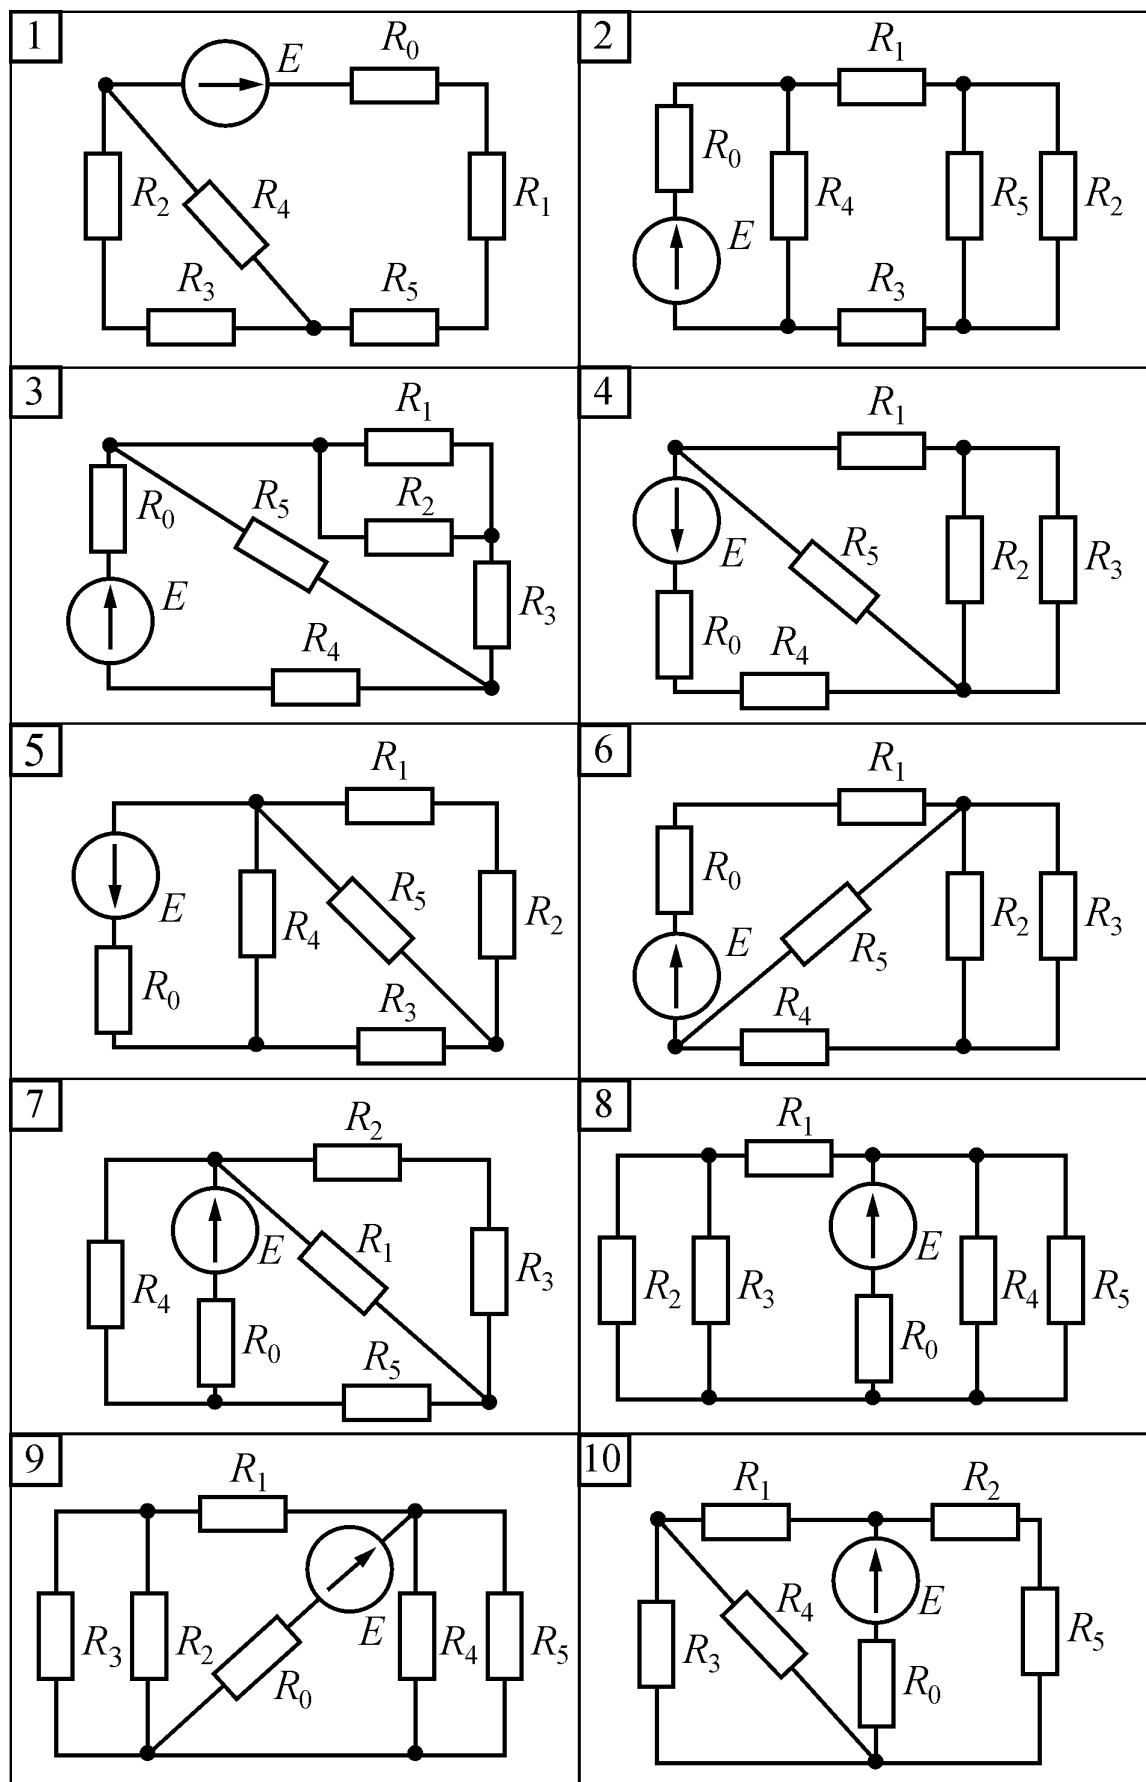 1
E
R₀
R₂
R₄
R₁
R₃
R₅
2
R₁
R₀
R₄
R₅
R₂
E
R₃
3
R₁
R₅
R₂
R₀
E
R₃
R₄
4
R₁
R₅
E
R₂
R₃
R₀
R₄
5
R₁
R₅
E
R₄
R₂
R₀
R₃
6
R₁
R₀
R₂
R₃
E
R₅
R₄
7
R₂
R₁
E
R₃
R₄
R₀
R₅
8
R₁
E
R₂
R₃
R₄
R₅
R₀
9
R₁
E
R₃
R₂
R₄
R₅
R₀
10
R₁
R₂
R₄
E
R₃
R₅
R₀